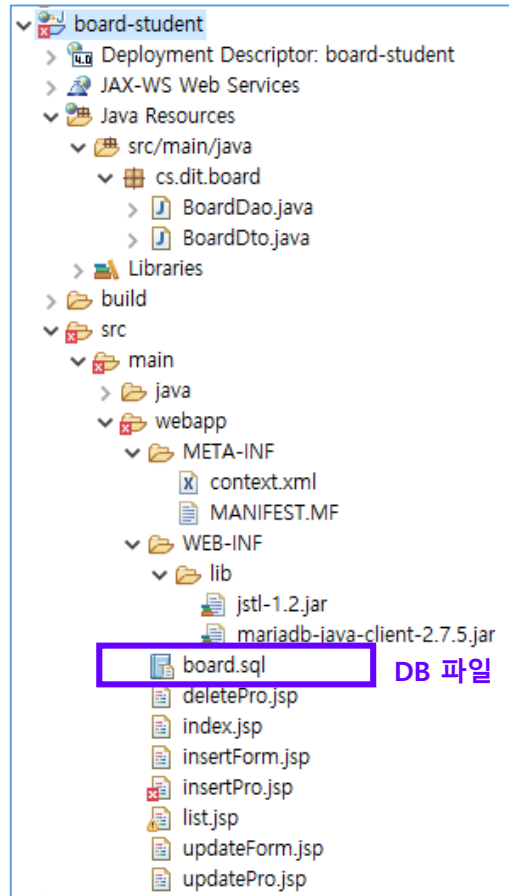 board-student
Deployment Descriptor: board-student
JAX-WS Web Services
Java Resources
src/main/java
cs.dit.board
BoardDao.java
BoardDto.java
Libraries
build
src
main
java
webapp
META-INF
context.xml
MANIFEST.MF
WEB-INF
lib
jstl-1.2.jar
mariadb-java-client-2.7.5.jar
board.sql DB 파일
deletePro.jsp
index.jsp
insertForm.jsp
insertPro.jsp
list.jsp
updateForm.jsp
updatePro.jsp